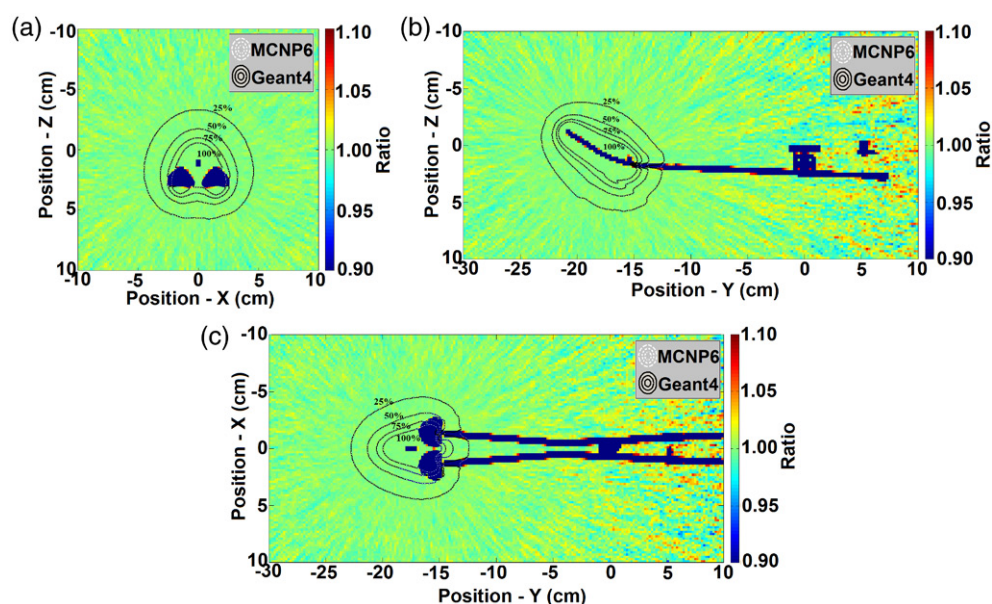 (a)
-10
-5
0
5
10
Position - Z (cm)
MCNP6
Geant4
25%
50%
75%
100%
-10 -5 0 5 10
Position - X (cm)
1.10
1.05
1.00
0.95
0.90
Ratio
(b)
-10
-5
0
5
10
Position - Z (cm)
MCNP6
Geant4
25%
50%
75%
100%
-30 -25 -20 -15 -10 -5 0 5 10
Position - Y (cm)
1.10
1.05
1.00
0.95
0.90
Ratio
(c)
-10
-5
0
5
10
Position - X (cm)
MCNP6
Geant4
25%
50%
75%
100%
-30 -25 -20 -15 -10 -5 0 5 10
Position - Y (cm)
1.10
1.05
1.00
0.95
0.90
Ratio